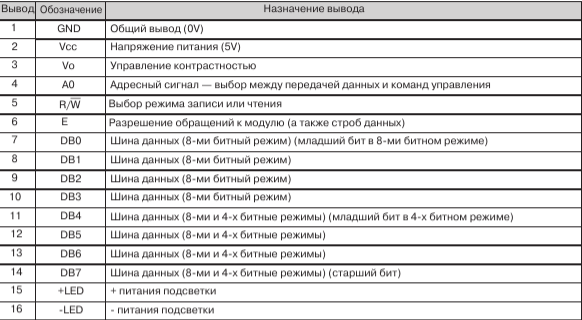 Вывод Обозначение Назначение вывода
1 GND Общий вывод (0V)
2 Vcc Напряжение питания (5V)
3 Vo Управление контрастностью
4 A0 Адресный сигнал — выбор между передачей данных и команд управления
5 R/W̅ Выбор режима записи или чтения
6 E Разрешение обращений к модулю (а также строб данных)
7 DB0 Шина данных (8-ми битный режим) (младший бит в 8-ми битном режиме)
8 DB1 Шина данных (8-ми битный режим)
9 DB2 Шина данных (8-ми битный режим)
10 DB3 Шина данных (8-ми битный режим)
11 DB4 Шина данных (8-ми и 4-х битные режимы) (младший бит в 4-х битном режиме)
12 DB5 Шина данных (8-ми и 4-х битные режимы)
13 DB6 Шина данных (8-ми и 4-х битные режимы)
14 DB7 Шина данных (8-ми и 4-х битные режимы) (старший бит)
15 +LED + питания подсветки
16 -LED - питания подсветки